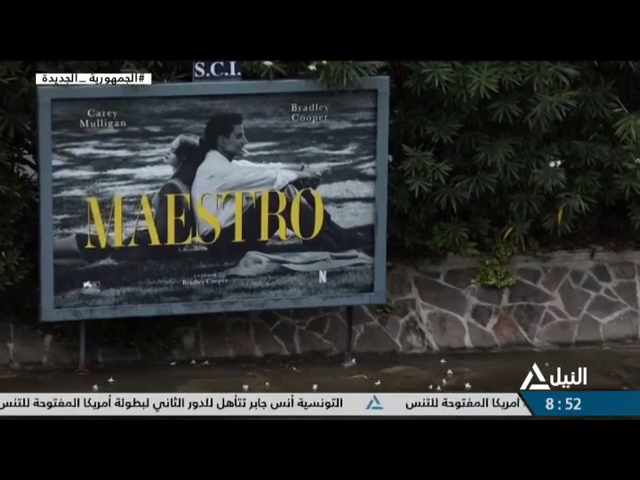 #الجمهورية_الجديدة
S.C.I.
Carey
Mulligan
Bradley
Cooper
MAESTRO
Bradley Cooper
N
النيل
8:52
أمريكا المفتوحة للتنس
التونسية أنس جابر تتأهل للدور الثاني لبطولة أمريكا المفتوحة للتنس